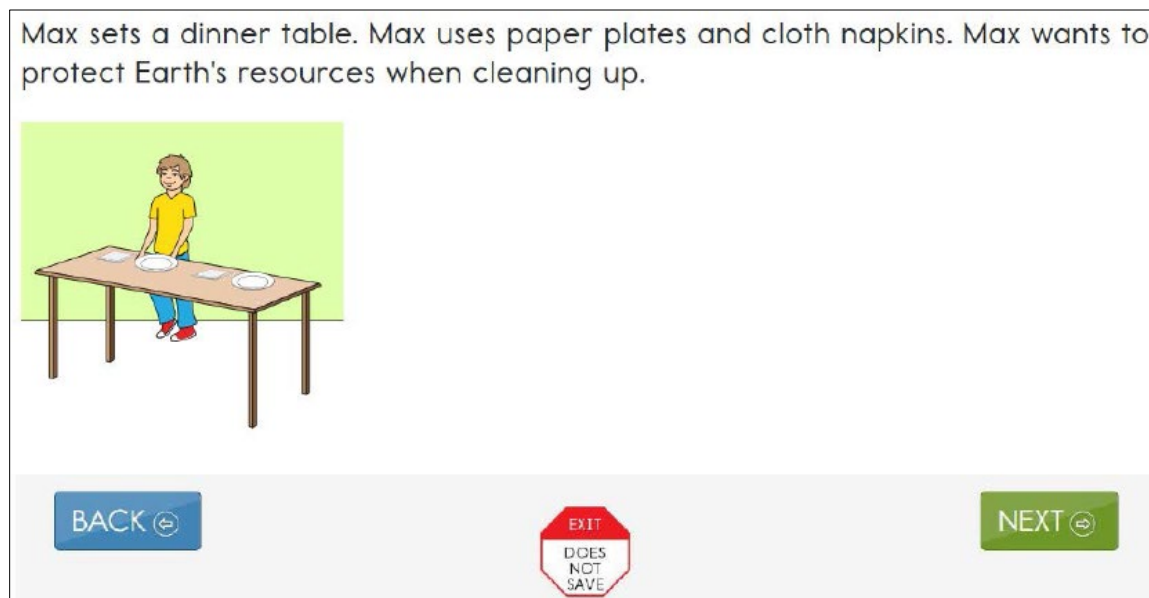 Max sets a dinner table. Max uses paper plates and cloth napkins. Max wants to
protect Earth's resources when cleaning up.
BACK
EXIT
DOES
NOT
SAVE
NEXT